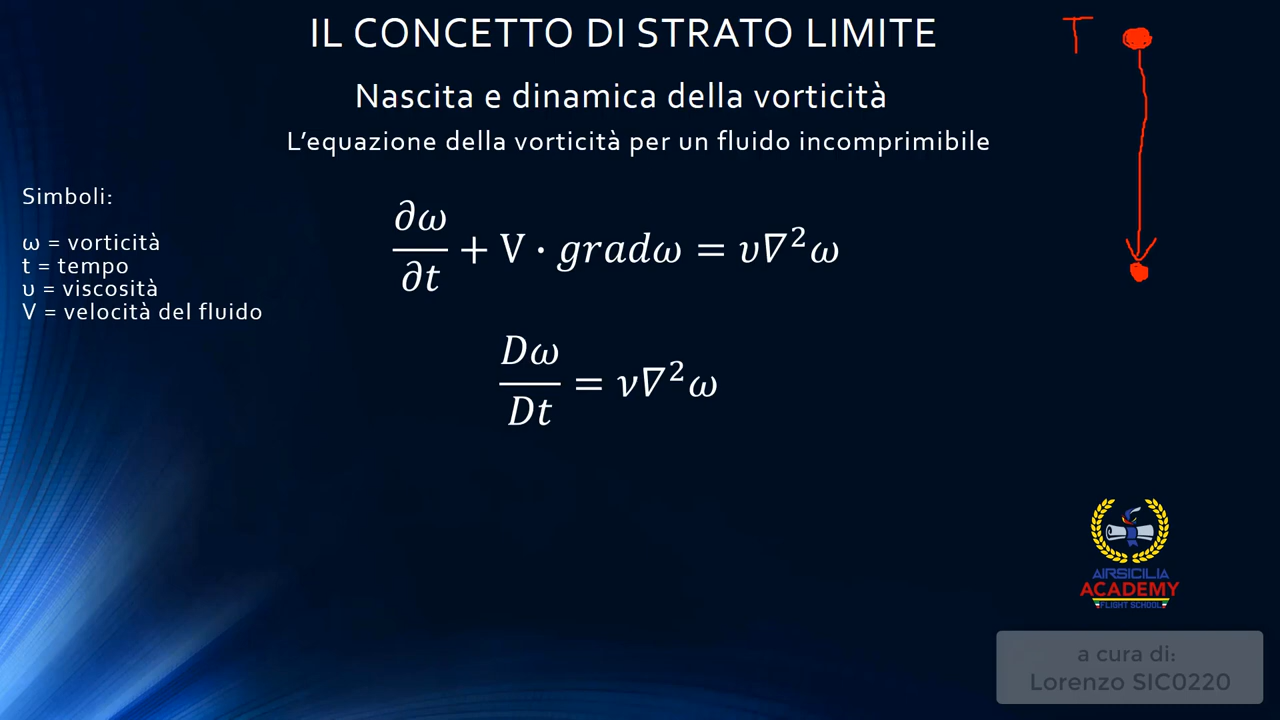 IL CONCETTO DI STRATO LIMITE
T
Nascita e dinamica della vorticità
L’equazione della vorticità per un fluido incomprimibile
Simboli:
ω = vorticità
t = tempo
υ = viscosità
V = velocità del fluido
∂ω/∂t + V · gradω = υ∇²ω
Dω/Dt = ν∇²ω
AIRSICILIA
ACADEMY
FLIGHT SCHOOL
a cura di:
Lorenzo SIC0220